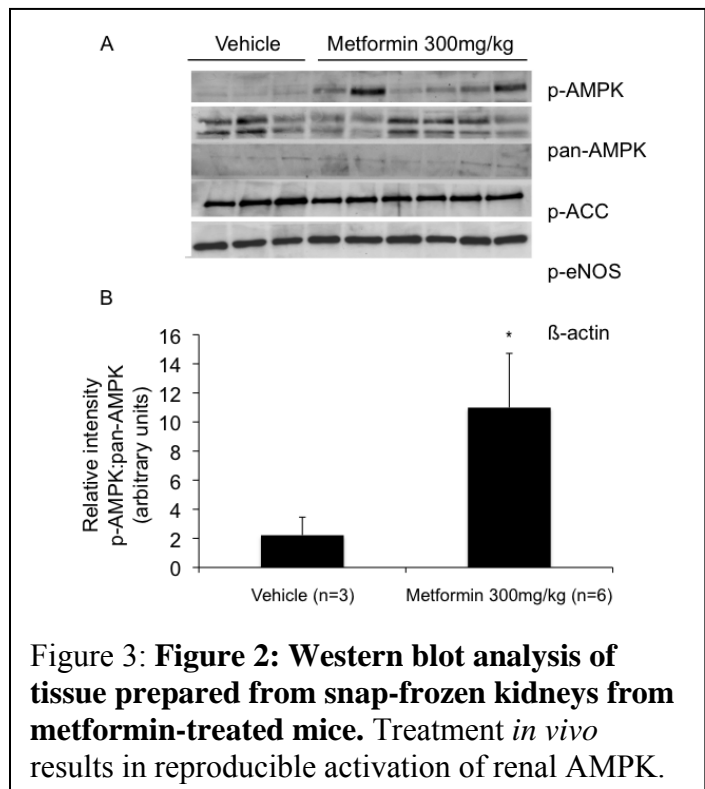 A
Vehicle Metformin 300mg/kg
p-AMPK
pan-AMPK
p-ACC
p-eNOS
ß-actin
B
Relative intensity
p-AMPK:pan-AMPK
(arbitrary units)
16
14
12
10
8
6
4
2
0
*
Vehicle (n=3) Metformin 300mg/kg (n=6)
Figure 3: Figure 2: Western blot analysis of
tissue prepared from snap-frozen kidneys from
metformin-treated mice. Treatment in vivo
results in reproducible activation of renal AMPK.